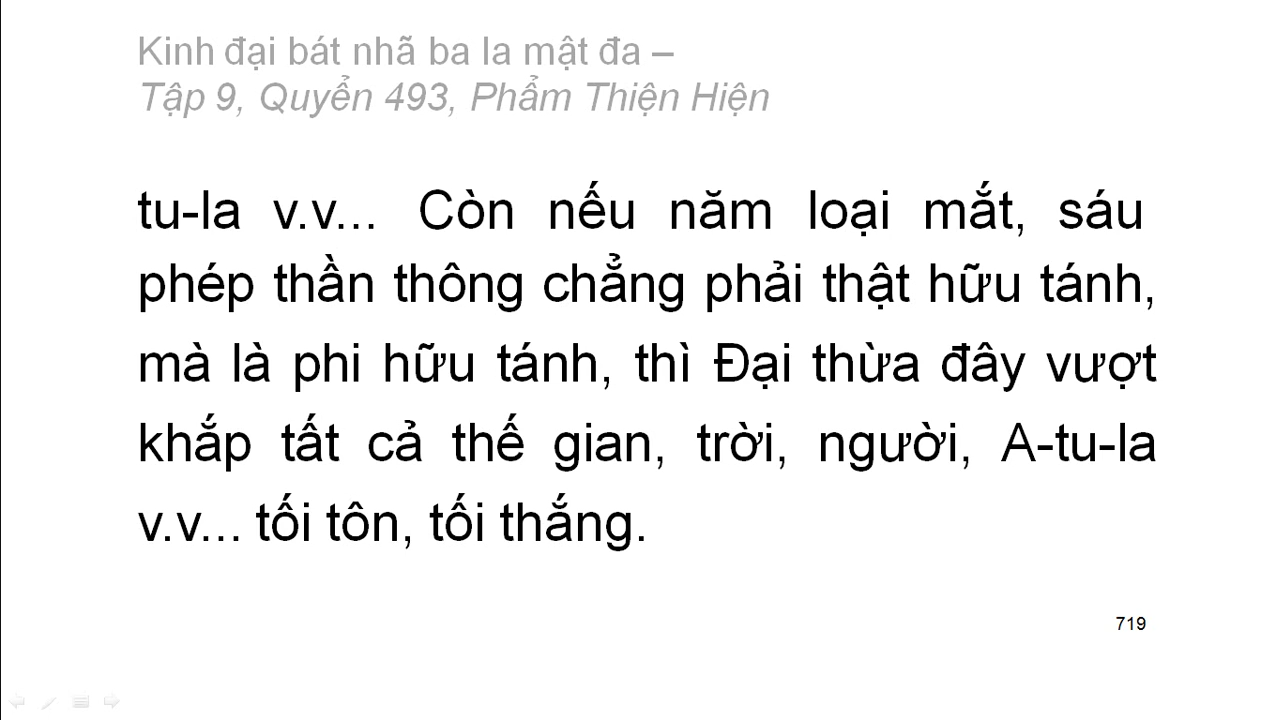 Kinh đại bát nhã ba la mật đa –
Tập 9, Quyển 493, Phẩm Thiện Hiện
tu-la v.v... Còn nếu năm loại mắt, sáu
phép thần thông chẳng phải thật hữu tánh,
mà là phi hữu tánh, thì Đại thừa đây vượt
khắp tất cả thế gian, trời, người, A-tu-la
v.v... tối tôn, tối thắng.
719